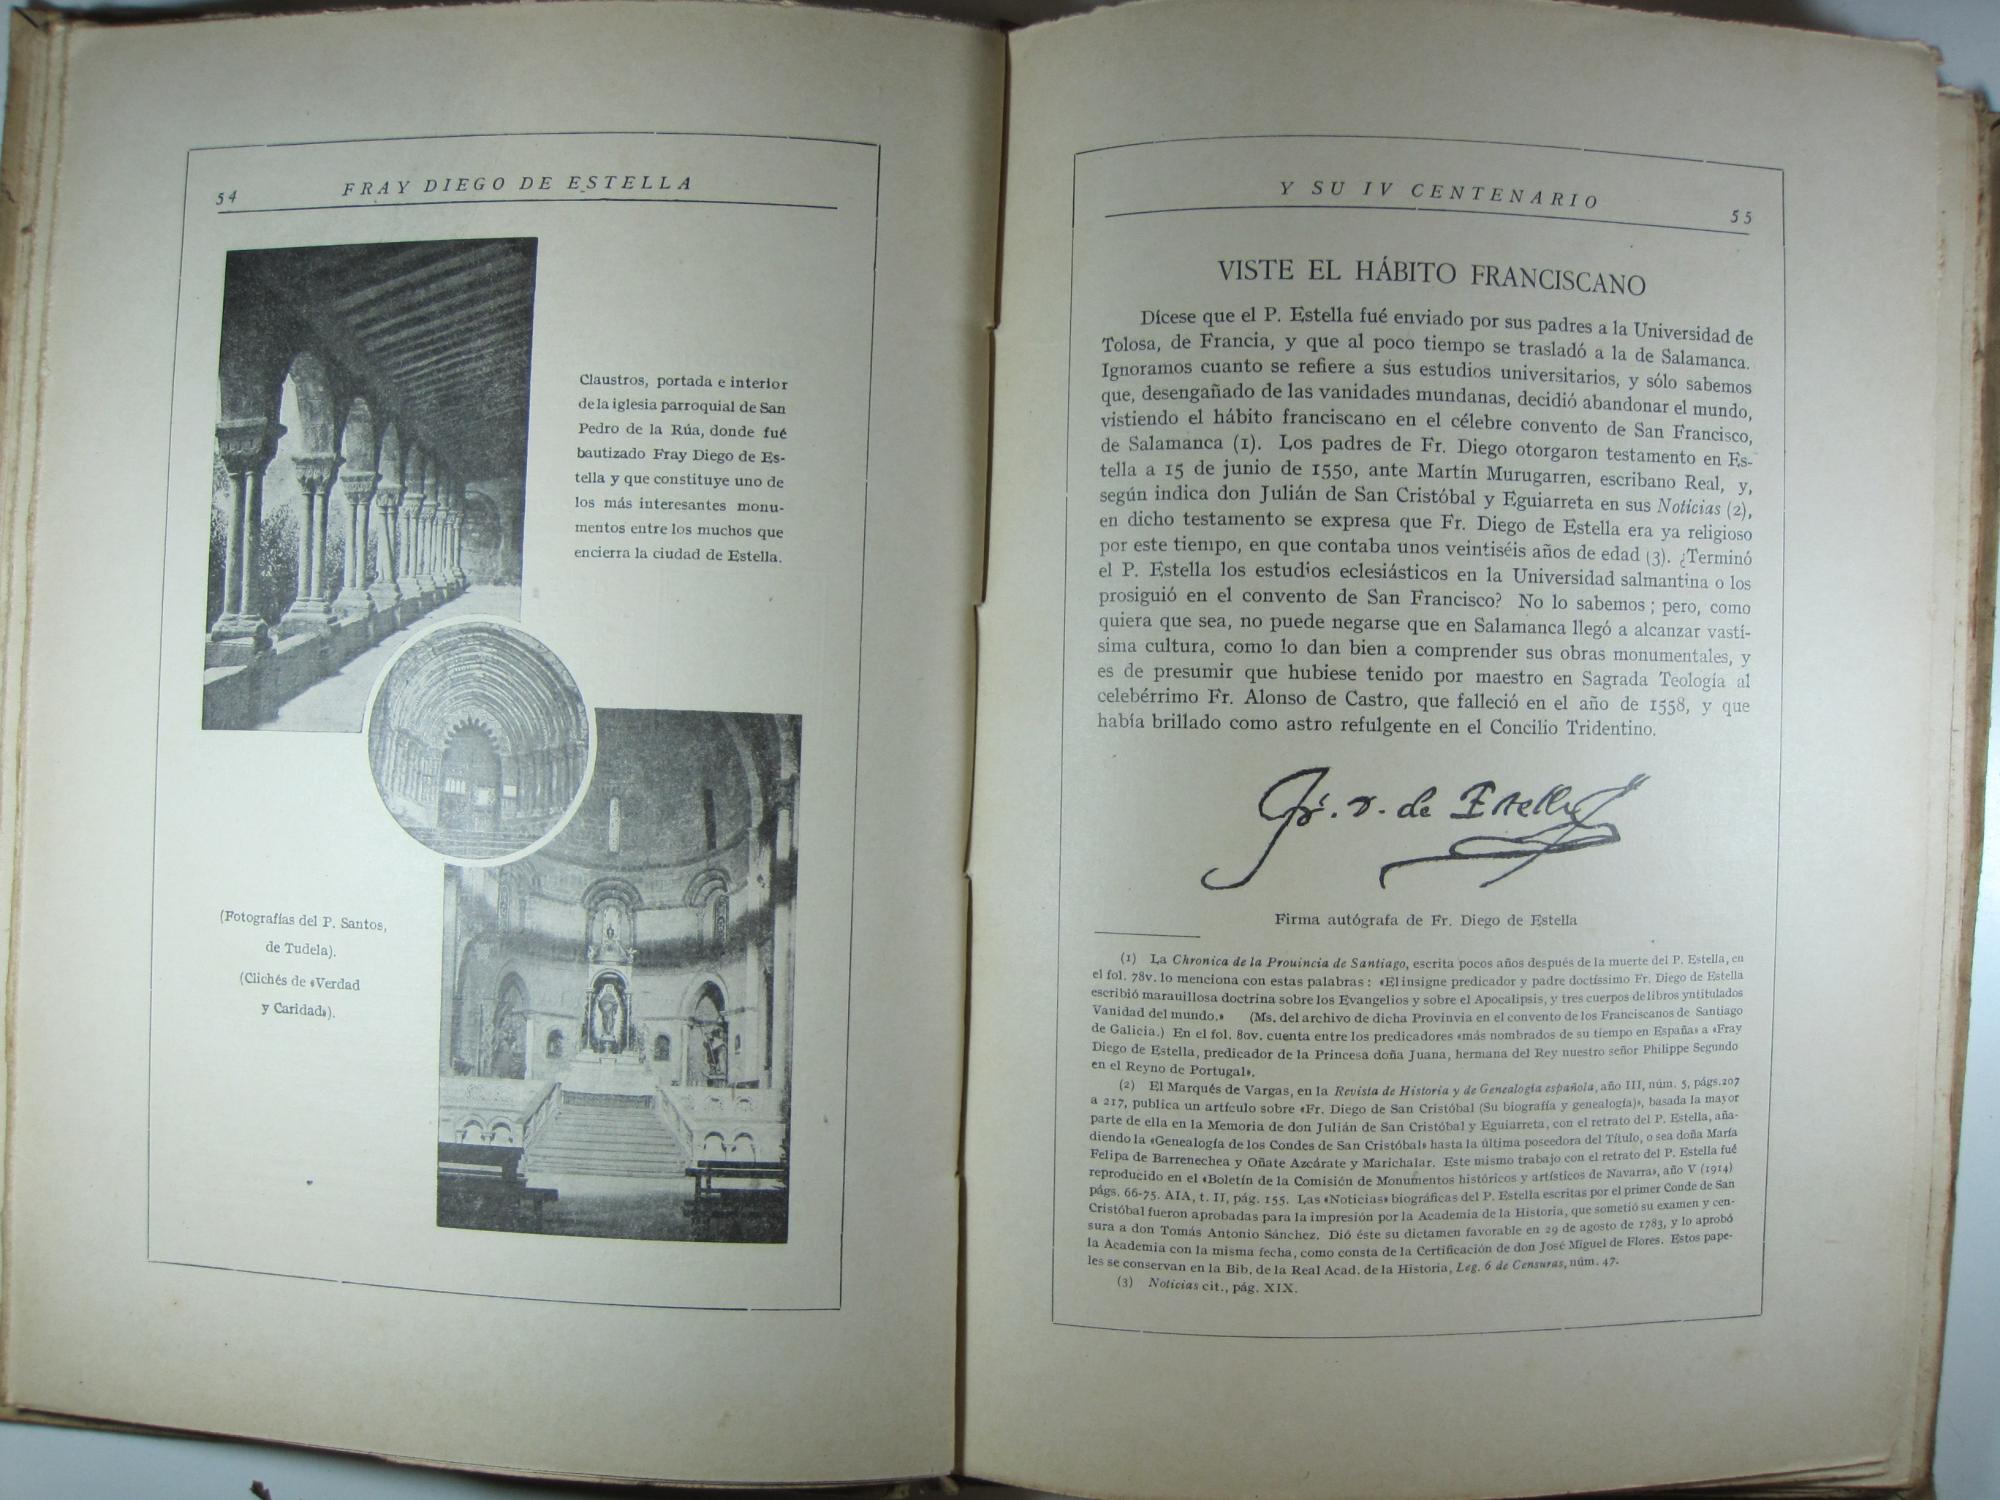 54
FRAY DIEGO DE ESTELLA
Claustros, portada e interior
de la iglesia parroquial de San
Pedro de la Rúa, donde fué
bautizado Fray Diego de Es-
tella y que constituye uno de
los más interesantes monu-
mentos entre los muchos que
encierra la ciudad de Estella.
(Fotografías del P. Santos,
de Tudela).
(Clichés de «Verdad
y Caridad»).
Y SU IV CENTENARIO
55
VISTE EL HÁBITO FRANCISCANO
Dícese que el P. Estella fué enviado por sus padres a la Universidad de
Tolosa, de Francia, y que al poco tiempo se trasladó a la de Salamanca.
Ignoramos cuanto se refiere a sus estudios universitarios, y sólo sabemos
que, desengañado de las vanidades mundanas, decidió abandonar el mundo,
vistiendo el hábito franciscano en el célebre convento de San Francisco,
de Salamanca (1). Los padres de Fr. Diego otorgaron testamento en Es-
tella a 15 de junio de 1550, ante Martín Murugarren, escribano Real, y,
según indica don Julián de San Cristóbal y Eguiarreta en sus Noticias (2),
en dicho testamento se expresa que Fr. Diego de Estella era ya religioso
por este tiempo, en que contaba unos veintiséis años de edad (3). ¿Terminó
el P. Estella los estudios eclesiásticos en la Universidad salmantina o los
prosiguió en el convento de San Francisco? No lo sabemos; pero, como
quiera que sea, no puede negarse que en Salamanca llegó a alcanzar vastí-
sima cultura, como lo dan bien a comprender sus obras monumentales, y
es de presumir que hubiese tenido por maestro en Sagrada Teología al
celebérrimo Fr. Alonso de Castro, que falleció en el año de 1558, y que
había brillado como astro refulgente en el Concilio Tridentino.
Fr. D. de Estella
Firma autógrafa de Fr. Diego de Estella
(1) La Chronica de la Prouincia de Santiago, escrita pocos años después de la muerte del P. Estella, en
el fol. 78v. lo menciona con estas palabras: «El insigne predicador y padre doctíssimo Fr. Diego de Estella
escribió marauillosa doctrina sobre los Evangelios y sobre el Apocalipsis, y tres cuerpos de libros yntitulados
Vanidad del mundo.» (Ms. del archivo de dicha Provinvia en el convento de los Franciscanos de Santiago
de Galicia.) En el fol. 80v. cuenta entre los predicadores «más nombrados de su tiempo en España» a «Fray
Diego de Estella, predicador de la Princesa doña Juana, hermana del Rey nuestro señor Philippe Segundo
en el Reyno de Portugal».
(2) El Marqués de Vargas, en la Revista de Historia y de Genealogía española, año III, núm. 5, págs. 207
a 217, publica un artículo sobre «Fr. Diego de San Cristóbal (Su biografía y genealogía)», basada la mayor
parte de ella en la Memoria de don Julián de San Cristóbal y Eguiarreta, con el retrato del P. Estella, aña-
diendo la «Genealogía de los Condes de San Cristóbal» hasta la última poseedora del Título, o sea doña María
Felipa de Barrenechea y Oñate Azcárate y Marichalar. Este mismo trabajo con el retrato del P. Estella fué
reproducido en el «Boletín de la Comisión de Monumentos históricos y artísticos de Navarra», año V (1914)
págs. 66-75. AIA, t. II, pág. 155. Las «Noticias» biográficas del P. Estella escritas por el primer Conde de San
Cristóbal fueron aprobadas para la impresión por la Academia de la Historia, que sometió su examen y cen-
sura a don Tomás Antonio Sánchez. Dió éste su dictamen favorable en 29 de agosto de 1783, y lo aprobó
la Academia con la misma fecha, como consta de la Certificación de don José Miguel de Flores. Estos pape-
les se conservan en la Bib. de la Real Acad. de la Historia, Leg. 6 de Censuras, núm. 47.
(3) Noticias cit., pág. XIX.